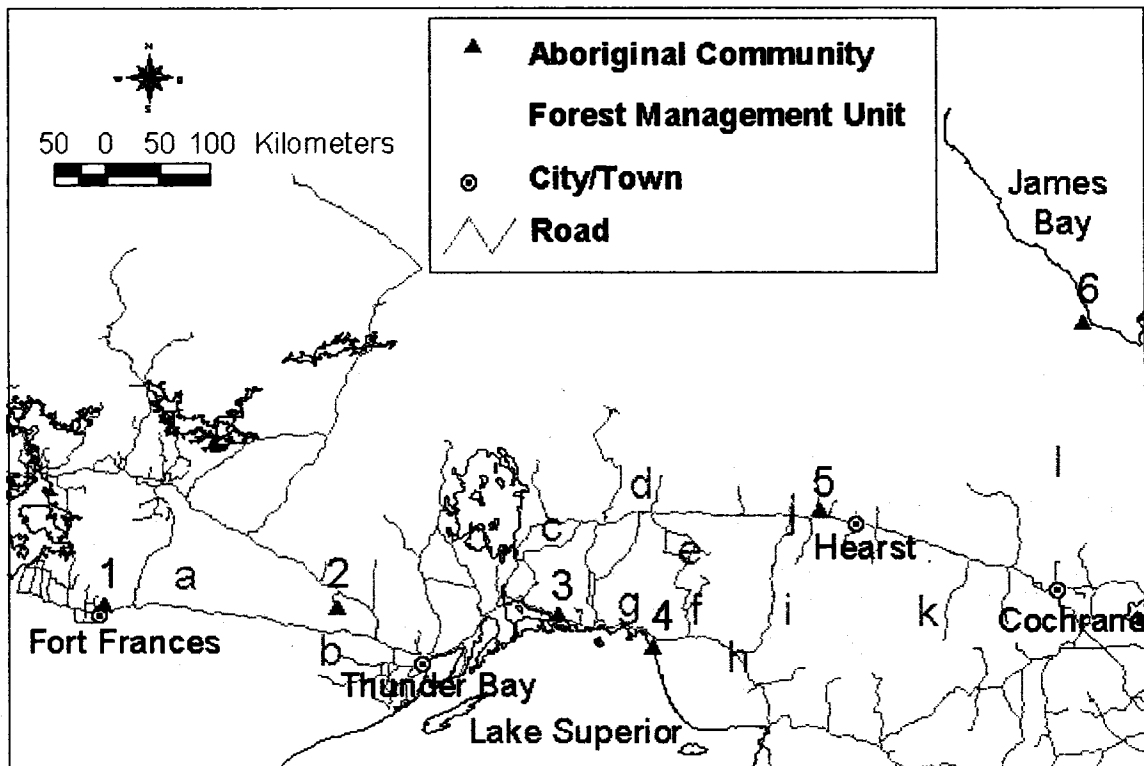 N
S
50 0 50 100 Kilometers
Aboriginal Community
Forest Management Unit
City/Town
Road
James
Bay
6
5
l
d
c
j
Hearst
e
1
a
2
3
g
4
f
i
k
Cochrane
Fort Frances
b
h
Thunder Bay
Lake Superior